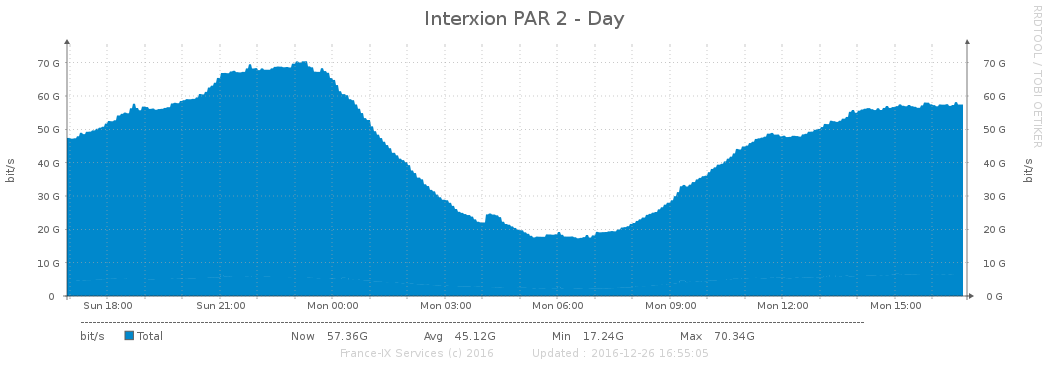 Interxion PAR 2 - Day
RRDTOOL / TOBI OETIKER
bit/s
bit/s
70 G 70 G
60 G 60 G
50 G 50 G
40 G 40 G
30 G 30 G
20 G 20 G
10 G 10 G
0 0 G
Sun 18:00 Sun 21:00 Mon 00:00 Mon 03:00 Mon 06:00 Mon 09:00 Mon 12:00 Mon 15:00
bit/s Total Now 57.36G Avg 45.12G Min 17.24G Max 70.34G
France-IX Services (c) 2016 Updated : 2016-12-26 16:55:05